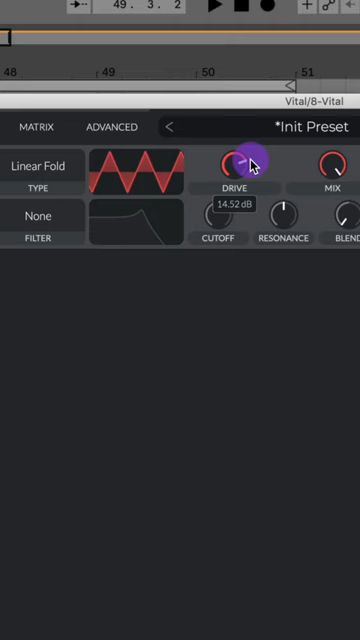 49. 3. 2
48 49 50 51
Vital/8-Vital
MATRIX ADVANCED *Init Preset
Linear Fold
TYPE DRIVE MIX
14.52 dB
None
FILTER CUTOFF RESONANCE BLEND